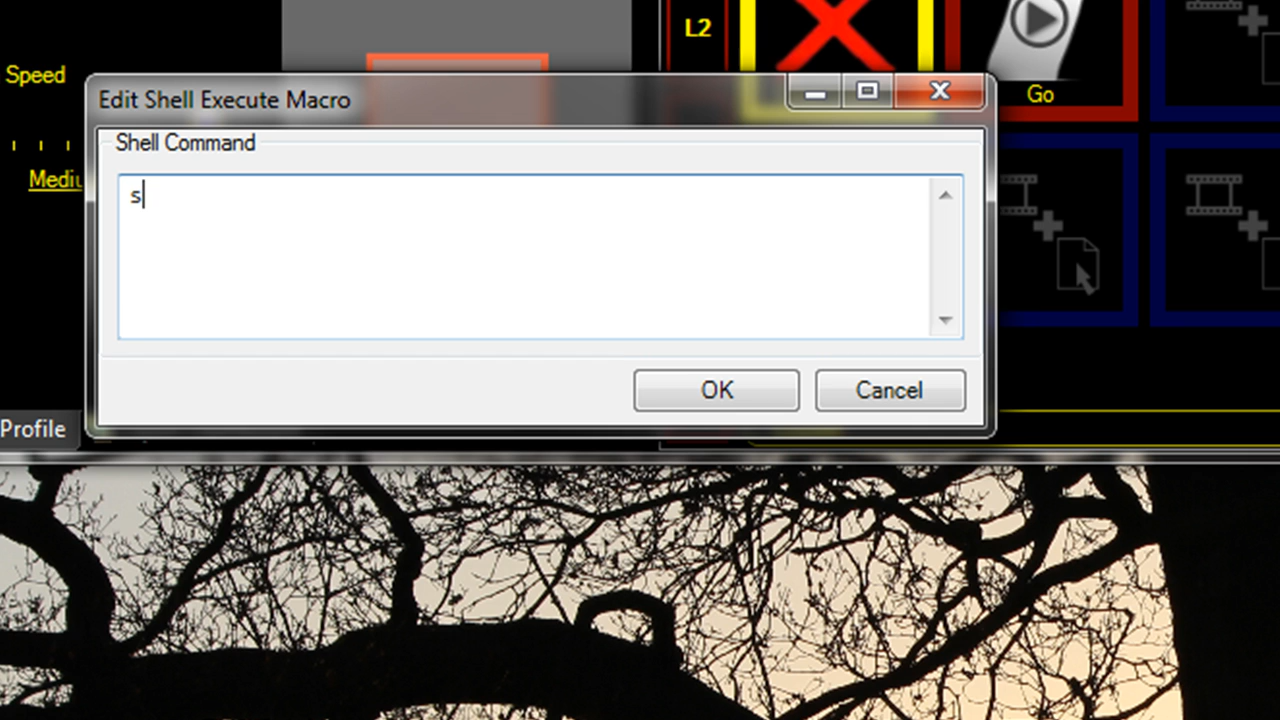 L2
Speed
Go
Edit Shell Execute Macro
Shell Command
Mediu
s
OK
Cancel
Profile